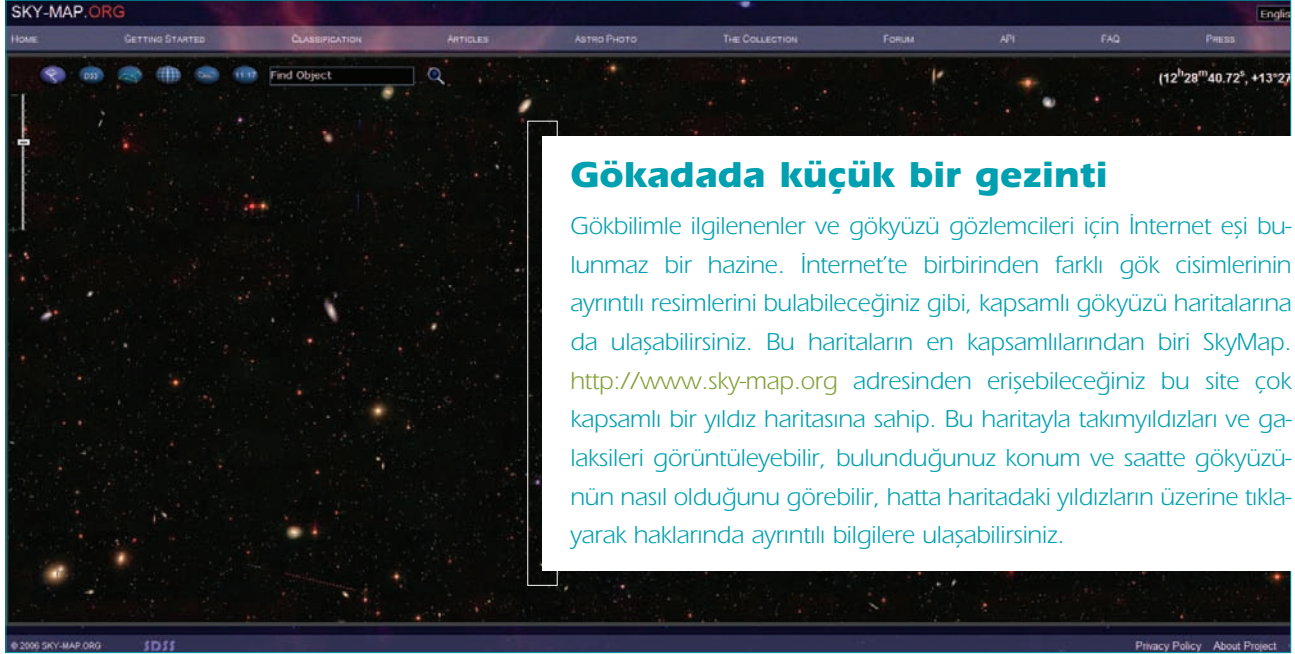 SKY-MAP.ORG
Englis
HOME GETTING STARTED CLASSIFICATION ARTICLES ASTRO PHOTO THE COLLECTION FORUM API FAQ PRESS
DSS 11:17 Find Object
(12h28m40.72s, +13°27
Gökadada küçük bir gezinti
Gökbilimle ilgilenenler ve gökyüzü gözlemcileri için İnternet eşi bu-
lunmaz bir hazine. İnternet'te birbirinden farklı gök cisimlerinin
ayrıntılı resimlerini bulabileceğiniz gibi, kapsamlı gökyüzü haritalarına
da ulaşabilirsiniz. Bu haritaların en kapsamlılarından biri SkyMap.
http://www.sky-map.org adresinden erişebileceğiniz bu site çok
kapsamlı bir yıldız haritasına sahip. Bu haritayla takımyıldızları ve ga-
laksileri görüntüleyebilir, bulunduğunuz konum ve saatte gökyüzü-
nün nasıl olduğunu görebilir, hatta haritadaki yıldızların üzerine tıkla-
yarak haklarında ayrıntılı bilgilere ulaşabilirsiniz.
© 2006 SKY-MAP.ORG SDSS Privacy Policy About Project